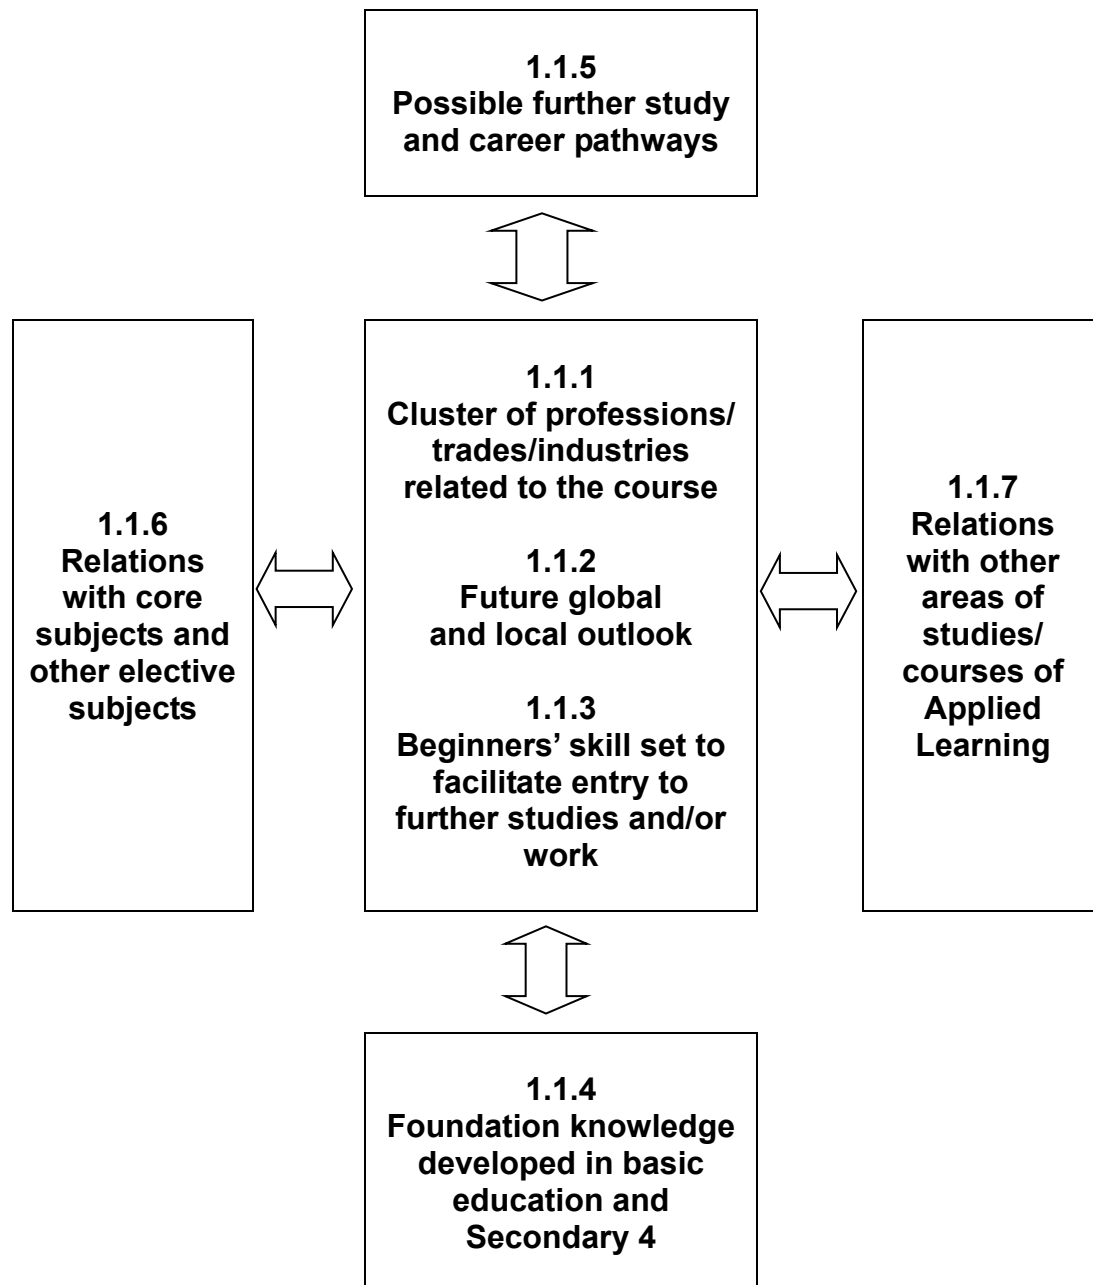 1.1.5
Possible further study
and career pathways
1.1.6
Relations
with core
subjects and
other elective
subjects
1.1.1
Cluster of professions/
trades/industries
related to the course
1.1.2
Future global
and local outlook
1.1.3
Beginners’ skill set to
facilitate entry to
further studies and/or
work
1.1.7
Relations
with other
areas of
studies/
courses of
Applied
Learning
1.1.4
Foundation knowledge
developed in basic
education and
Secondary 4